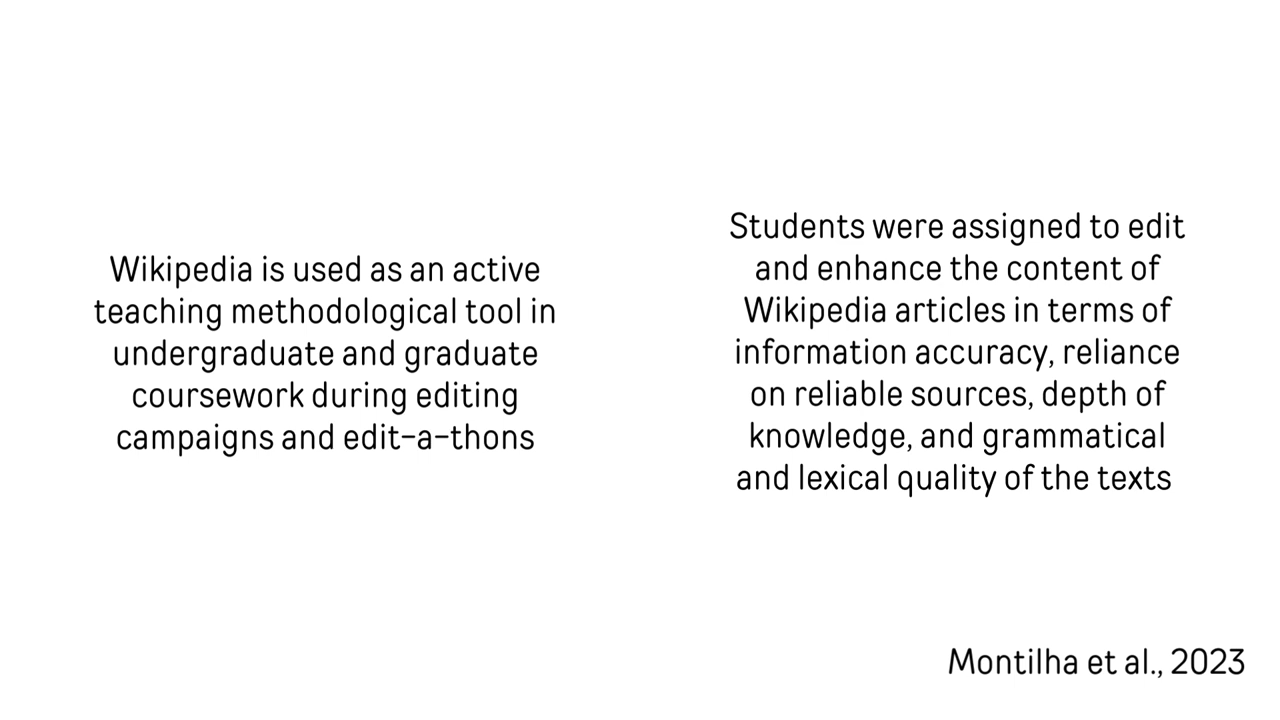 Wikipedia is used as an active
teaching methodological tool in
undergraduate and graduate
coursework during editing
campaigns and edit-a-thons
Students were assigned to edit
and enhance the content of
Wikipedia articles in terms of
information accuracy, reliance
on reliable sources, depth of
knowledge, and grammatical
and lexical quality of the texts
Montilha et al., 2023